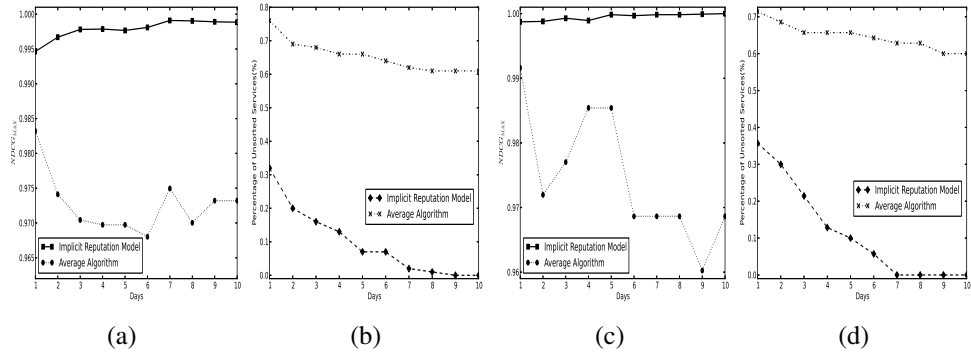 1.000
0.995
0.990
0.985
0.980
0.975
0.970
0.965
NDCG_MAX
Implicit Reputation Model
Average Algorithm
1 2 3 4 5 6 7 8 9 10
Days
(a)
0.7
0.6
0.5
0.4
0.3
0.2
0.1
0.0
Percentage of Unsorted Services(%)
Implicit Reputation Model
Average Algorithm
1 2 3 4 5 6 7 8 9 10
Days
(b)
1.00
0.99
0.98
0.97
0.96
NDCG_MAX
Implicit Reputation Model
Average Algorithm
1 2 3 4 5 6 7 8 9 10
Days
(c)
0.7
0.6
0.5
0.4
0.3
0.2
0.1
0.0
Percentage of Unsorted Services(%)
Implicit Reputation Model
Average Algorithm
1 2 3 4 5 6 7 8 9 10
Days
(d)